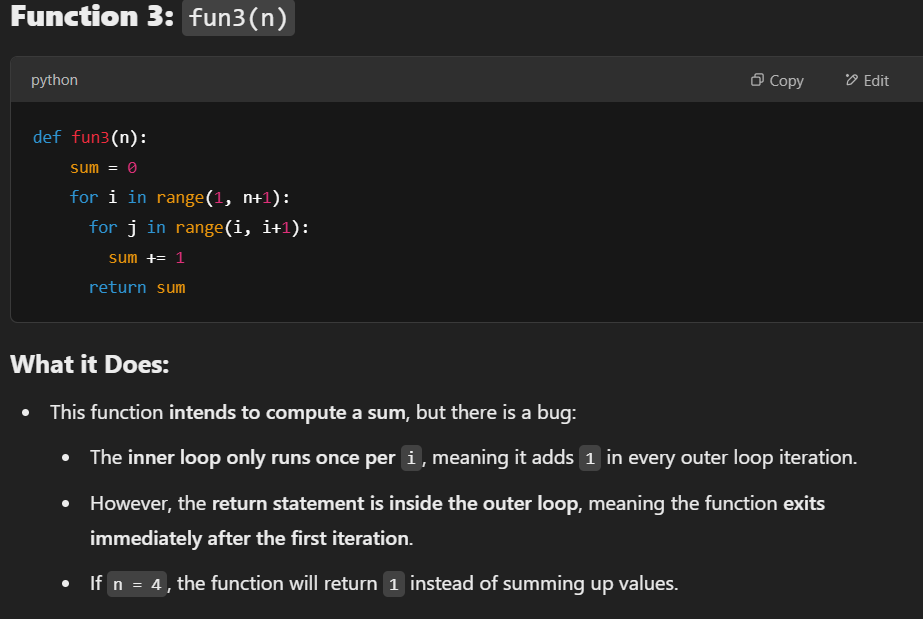 Function 3: fun3(n)
python Copy Edit
def fun3(n):
    sum = 0
    for i in range(1, n+1):
      for j in range(i, i+1):
        sum += 1
      return sum
What it Does:
• This function intends to compute a sum, but there is a bug:
• The inner loop only runs once per i, meaning it adds 1 in every outer loop iteration.
• However, the return statement is inside the outer loop, meaning the function exits
immediately after the first iteration.
• If n = 4, the function will return 1 instead of summing up values.